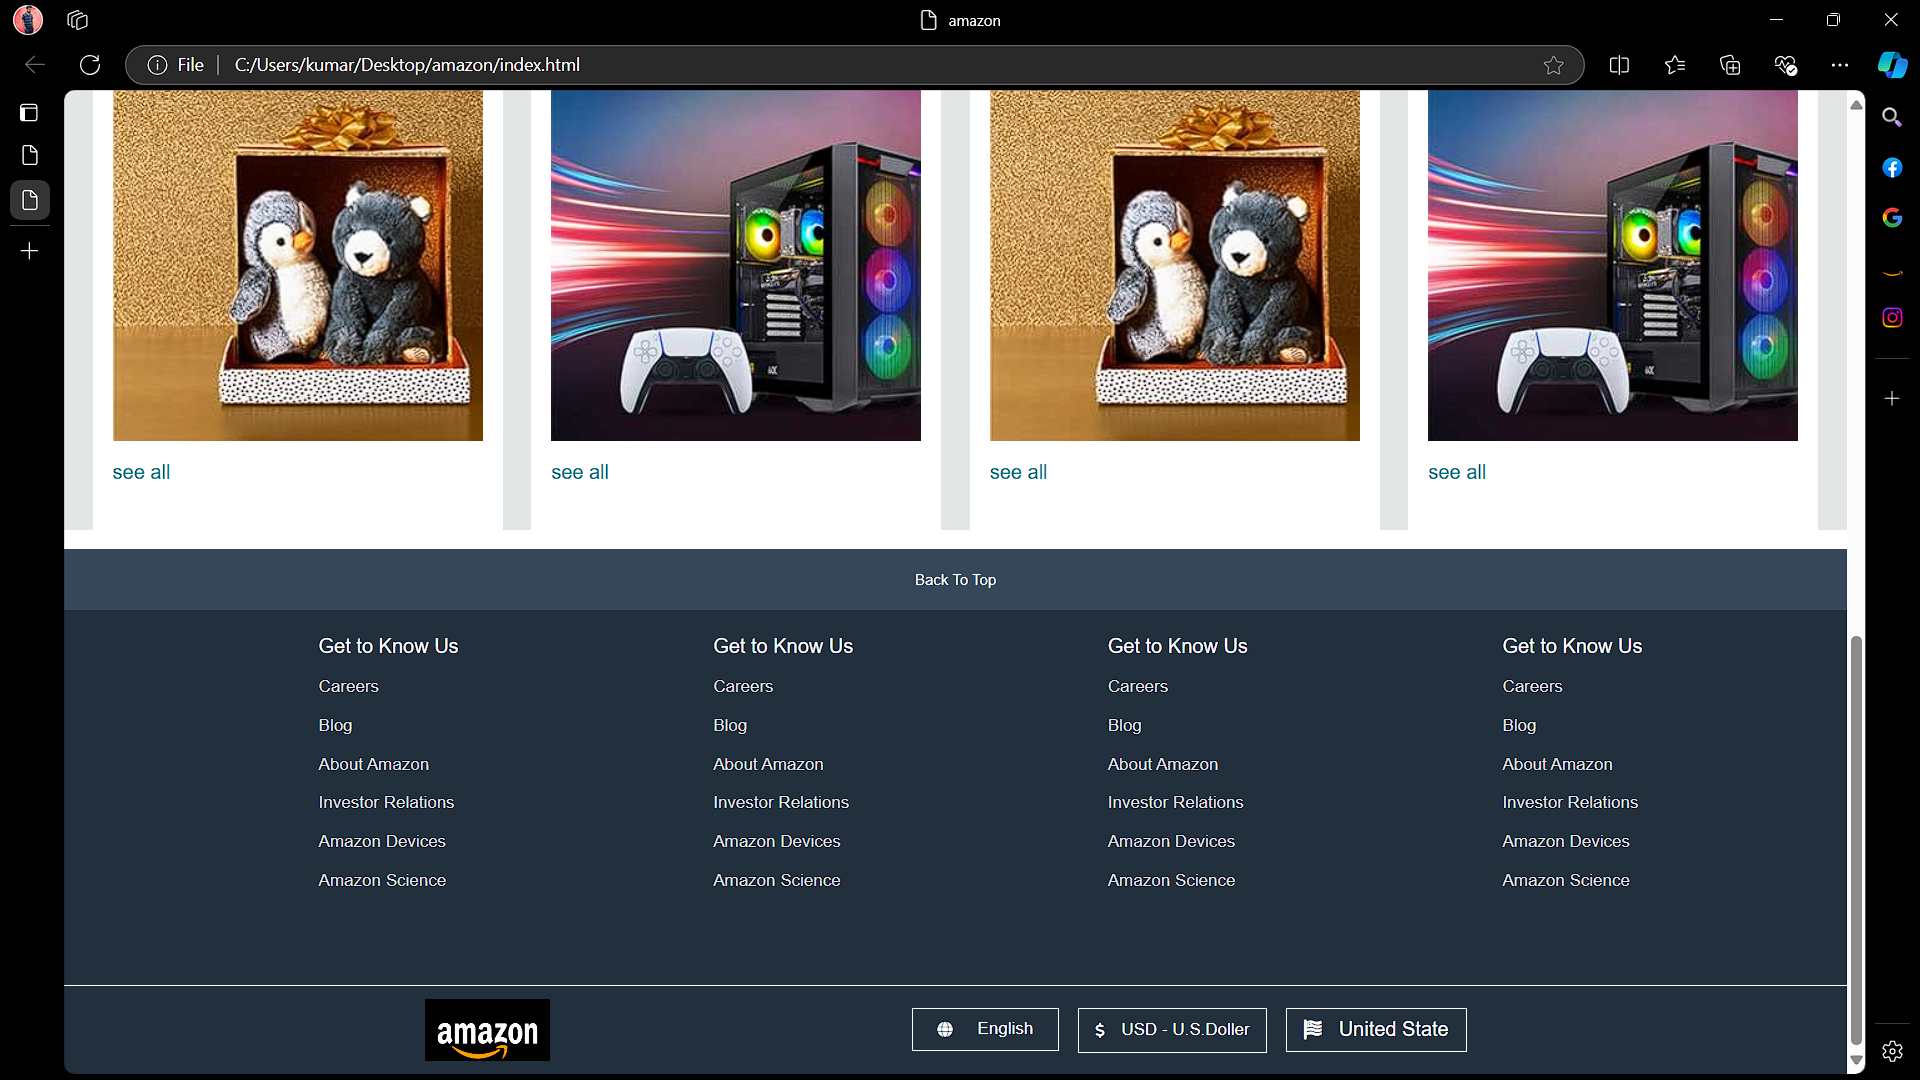 amazon
File C:/Users/kumar/Desktop/amazon/index.html
see all see all see all see all
Back To Top
Get to Know Us Get to Know Us Get to Know Us Get to Know Us
Careers Careers Careers Careers
Blog Blog Blog Blog
About Amazon About Amazon About Amazon About Amazon
Investor Relations Investor Relations Investor Relations Investor Relations
Amazon Devices Amazon Devices Amazon Devices Amazon Devices
Amazon Science Amazon Science Amazon Science Amazon Science
amazon English $ USD - U.S.Doller United State